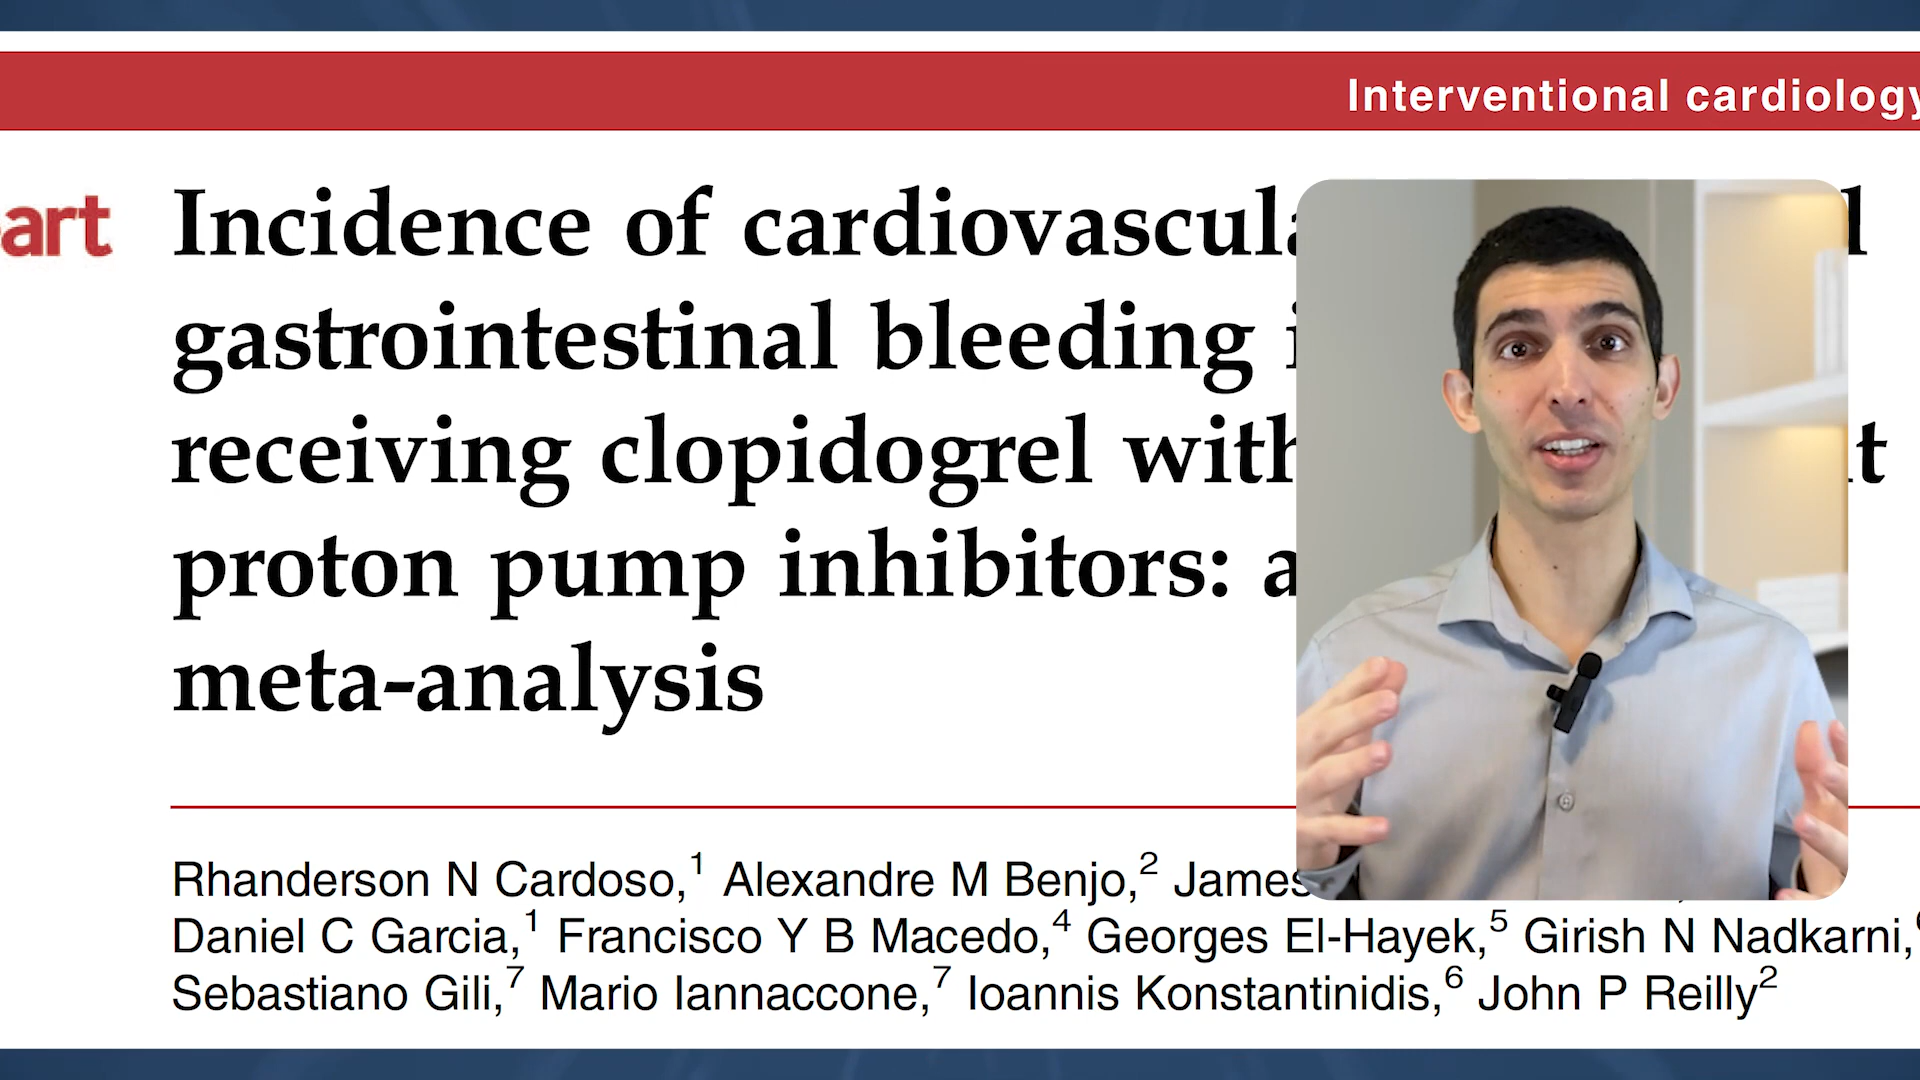 Interventional cardiology
art
Incidence of cardiovascula
gastrointestinal bleeding
receiving clopidogrel with
proton pump inhibitors: a
meta-analysis
Rhanderson N Cardoso,1 Alexandre M Benjo,2 James
Daniel C Garcia,1 Francisco Y B Macedo,4 Georges El-Hayek,5 Girish N Nadkarni,
Sebastiano Gili,7 Mario Iannaccone,7 Ioannis Konstantinidis,6 John P Reilly2